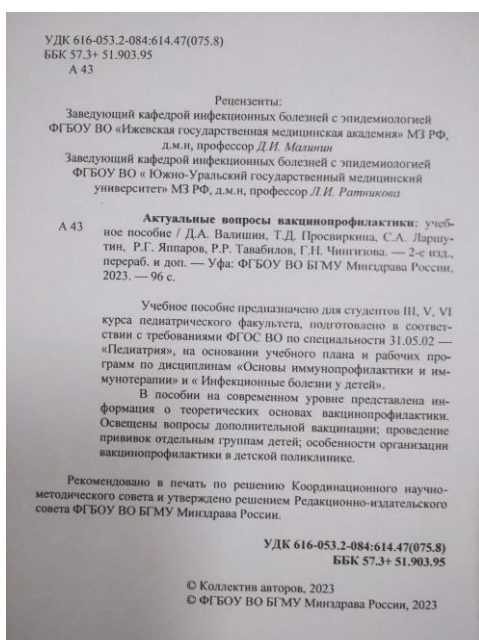 УДК 616-053.2-084:614.47(075.8)
ББК 57.3+ 51.903.95
А 43
Рецензенты:
Заведующий кафедрой инфекционных болезней с эпидемиологией
ФГБОУ ВО «Ижевская государственная медицинская академия» МЗ РФ,
д.м.н, профессор Д.И. Малинин
Заведующий кафедрой инфекционных болезней с эпидемиологией
ФГБОУ ВО « Южно-Уральский государственный медицинский
университет» МЗ РФ, д.м.н, профессор Л.И. Ратникова
Актуальные вопросы вакцинопрофилактики: учеб-
А 43 ное пособие / Д.А. Валишин, Т.Д. Просвиркина, С.А. Ларшу-
тин, Р.Г. Яппаров, Р.Р. Тавабилов, Г.Н. Чингизова. — 2-е изд.,
перераб. и доп. — Уфа: ФГБОУ ВО БГМУ Минздрава России,
2023. — 96 с.
Учебное пособие предназначено для студентов III, V, VI
курса педиатрического факультета, подготовлено в соответ-
ствии с требованиями ФГОС ВО по специальности 31.05.02 —
«Педиатрия», на основании учебного плана и рабочих про-
грамм по дисциплинам «Основы иммунопрофилактики и им-
мунотерапии» и « Инфекционные болезни у детей».
В пособии на современном уровне представлена ин-
формация о теоретических основах вакцинопрофилактики.
Освещены вопросы дополнительной вакцинации; проведение
прививок отдельным группам детей; особенности организации
вакцинопрофилактики в детской поликлинике.
Рекомендовано в печать по решению Координационного научно-
методического совета и утверждено решением Редакционно-издательского
совета ФГБОУ ВО БГМУ Минздрава России.
УДК 616-053.2-084:614.47(075.8)
ББК 57.3+ 51.903.95
© Коллектив авторов, 2023
© ФГБОУ ВО БГМУ Минздрава России, 2023